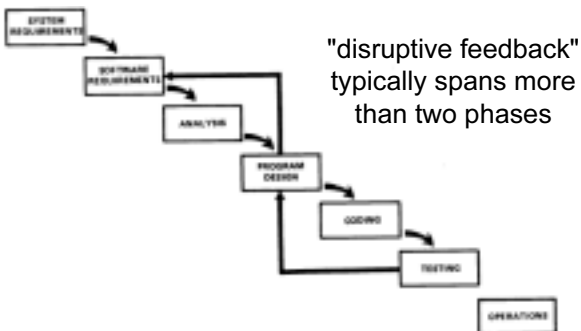 SYSTEM
REQUIREMENTS
"disruptive feedback"
typically spans more
than two phases
SOFTWARE
REQUIREMENTS
ANALYSIS
PROGRAM
DESIGN
CODING
TESTING
OPERATIONS